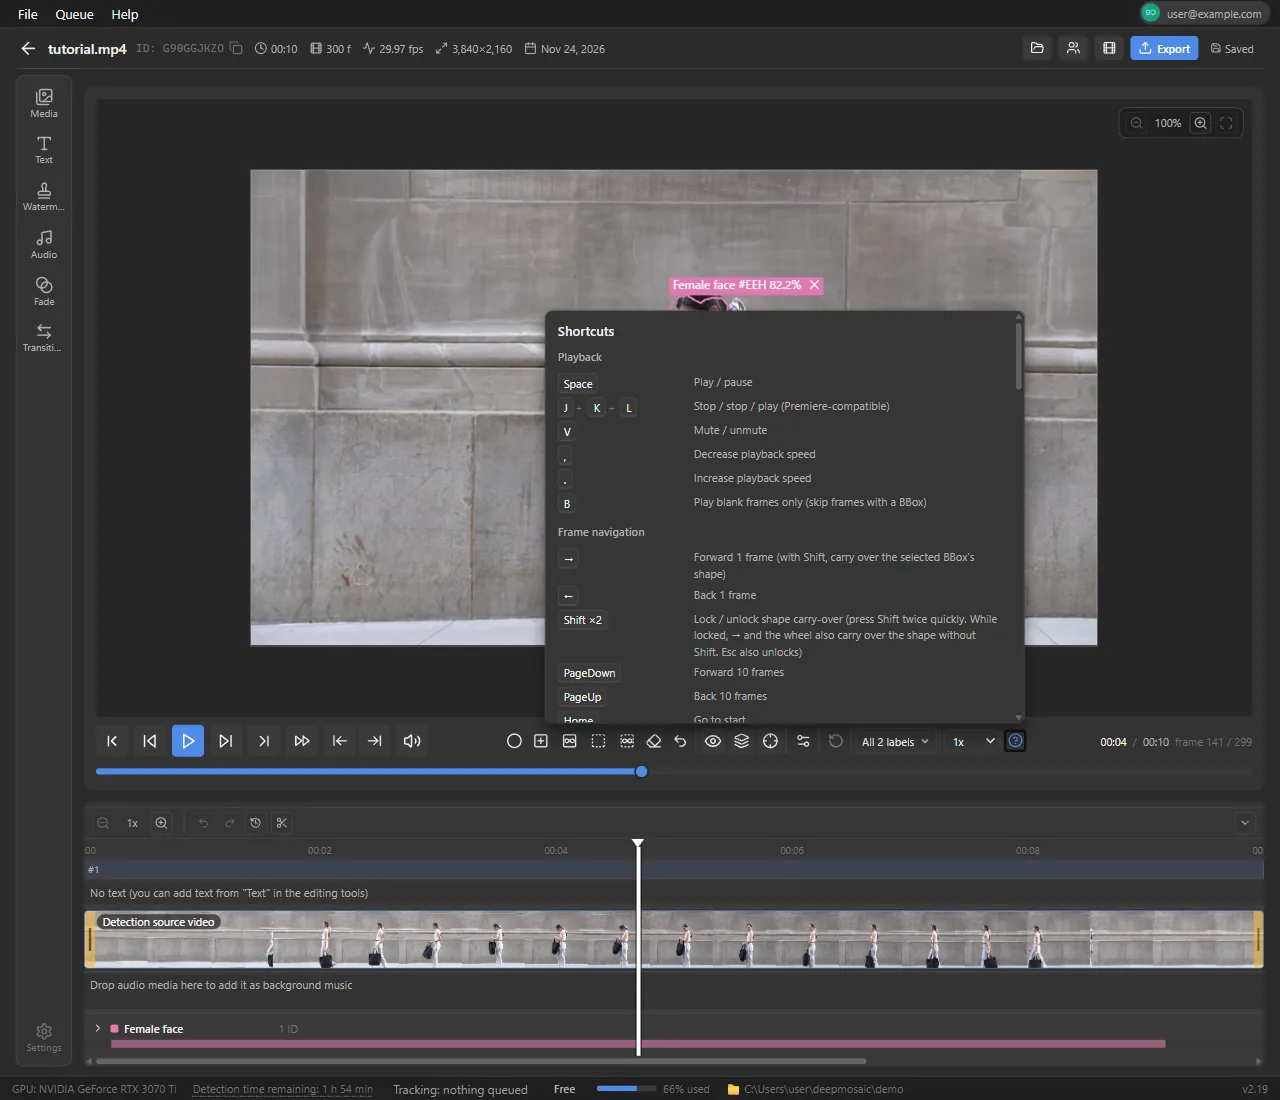 File Queue Help
BO user@example.com
tutorial.mp4 ID: G90GGJKZO 00:10 300 f 29.97 fps 3,840×2,160 Nov 24, 2026
Export Saved
Media
Text
Waterm...
Audio
Fade
Transiti...
Settings
100%
Female face #EEH 82.2%
Shortcuts
Playback
Space Play / pause
J + K + L Stop / stop / play (Premiere-compatible)
V Mute / unmute
, Decrease playback speed
. Increase playback speed
B Play blank frames only (skip frames with a BBox)
Frame navigation
→ Forward 1 frame (with Shift, carry over the selected BBox's
shape)
← Back 1 frame
Shift ×2 Lock / unlock shape carry-over (press Shift twice quickly. While
locked, → and the wheel also carry over the shape without
Shift. Esc also unlocks)
PageDown Forward 10 frames
PageUp Back 10 frames
Home Go to start
All 2 labels 1x 00:04 / 00:10 frame 141 / 299
1x
:00 00:02 00:04 00:06 00:08 00
#1
No text (you can add text from "Text" in the editing tools)
Detection source video
Drop audio media here to add it as background music
Female face 1 ID
GPU: NVIDIA GeForce RTX 3070 Ti Detection time remaining: 1 h 54 min Tracking: nothing queued Free 66% used C:\Users\user\deepmosaic\demo v2.19